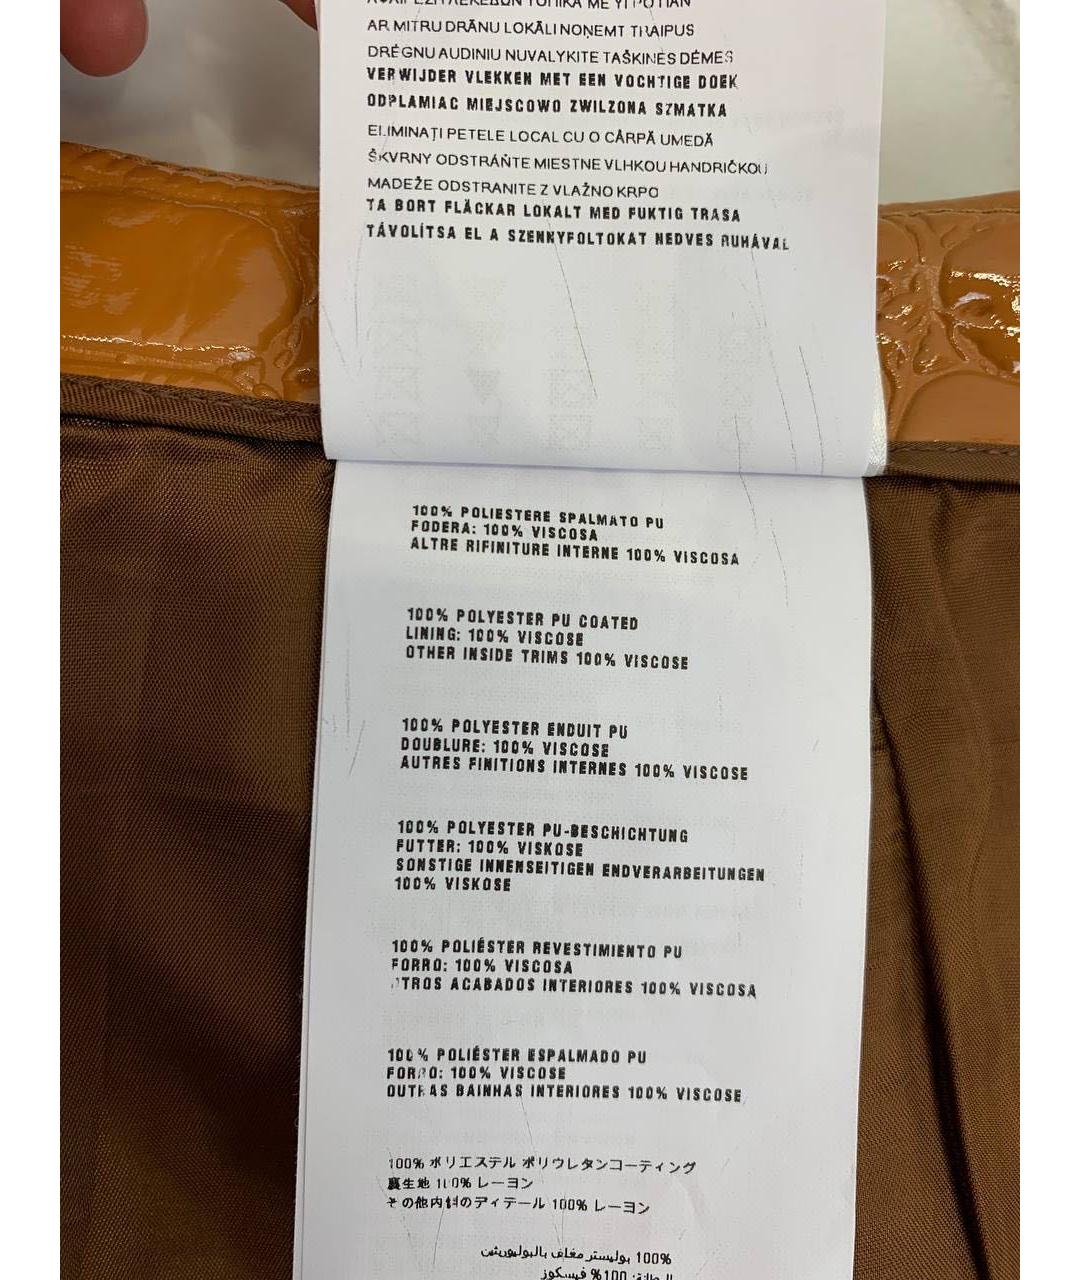 AR MITRU DRĀNU LOKĀLI NOŅEMT TRAIPUS
DRĖGNU AUDINIU NUVALYKITE TAŠKINES DĖMES
VERWIJDER VLEKKEN MET EEN VOCHTIGE DOEK
ODPLAMIAC MIEJSCOWO ZWILZONA SZMATKA
ELIMINAŢI PETELE LOCAL CU O CÂRPĂ UMEDĂ
ŠKVRNY ODSTRÁŇTE MIESTNE VLHKOU HANDRIČKOU
MADEŽE ODSTRANITE Z VLAŽNO KRPO
TA BORT FLÄCKAR LOKALT MED FUKTIG TRASA
TÁVOLÍTSA EL A SZENNYFOLTOKAT NEDVES RUHÁVAL
100% POLIESTERE SPALMATO PU
FODERA: 100% VISCOSA
ALTRE RIFINITURE INTERNE 100% VISCOSA
100% POLYESTER PU COATED
LINING: 100% VISCOSE
OTHER INSIDE TRIMS 100% VISCOSE
100% POLYESTER ENDUIT PU
DOUBLURE: 100% VISCOSE
AUTRES FINITIONS INTERNES 100% VISCOSE
100% POLYESTER PU-BESCHICHTUNG
FUTTER: 100% VISKOSE
SONSTIGE INNENSEITIGEN ENDVERARBEITUNGEN
100% VISKOSE
100% POLIÉSTER REVESTIMIENTO PU
FORRO: 100% VISCOSA
OTROS ACABADOS INTERIORES 100% VISCOSA
100% POLIÉSTER ESPALMADO PU
FORRO: 100% VISCOSE
OUTRAS BAINHAS INTERIORES 100% VISCOSE
100% ポリエステル ポリウレタンコーティング
裏生地 100% レーヨン
その他内側のディテール 100% レーヨン
100% بوليستر مغلف بالبوليوريثين
البطانة: 100% فيسكوز